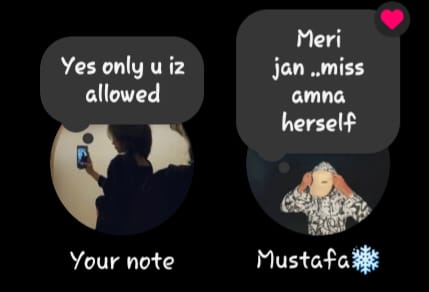 Yes only u iz
allowed
Your note
Meri
jan ..miss
amna
herself
Mustafa❄️